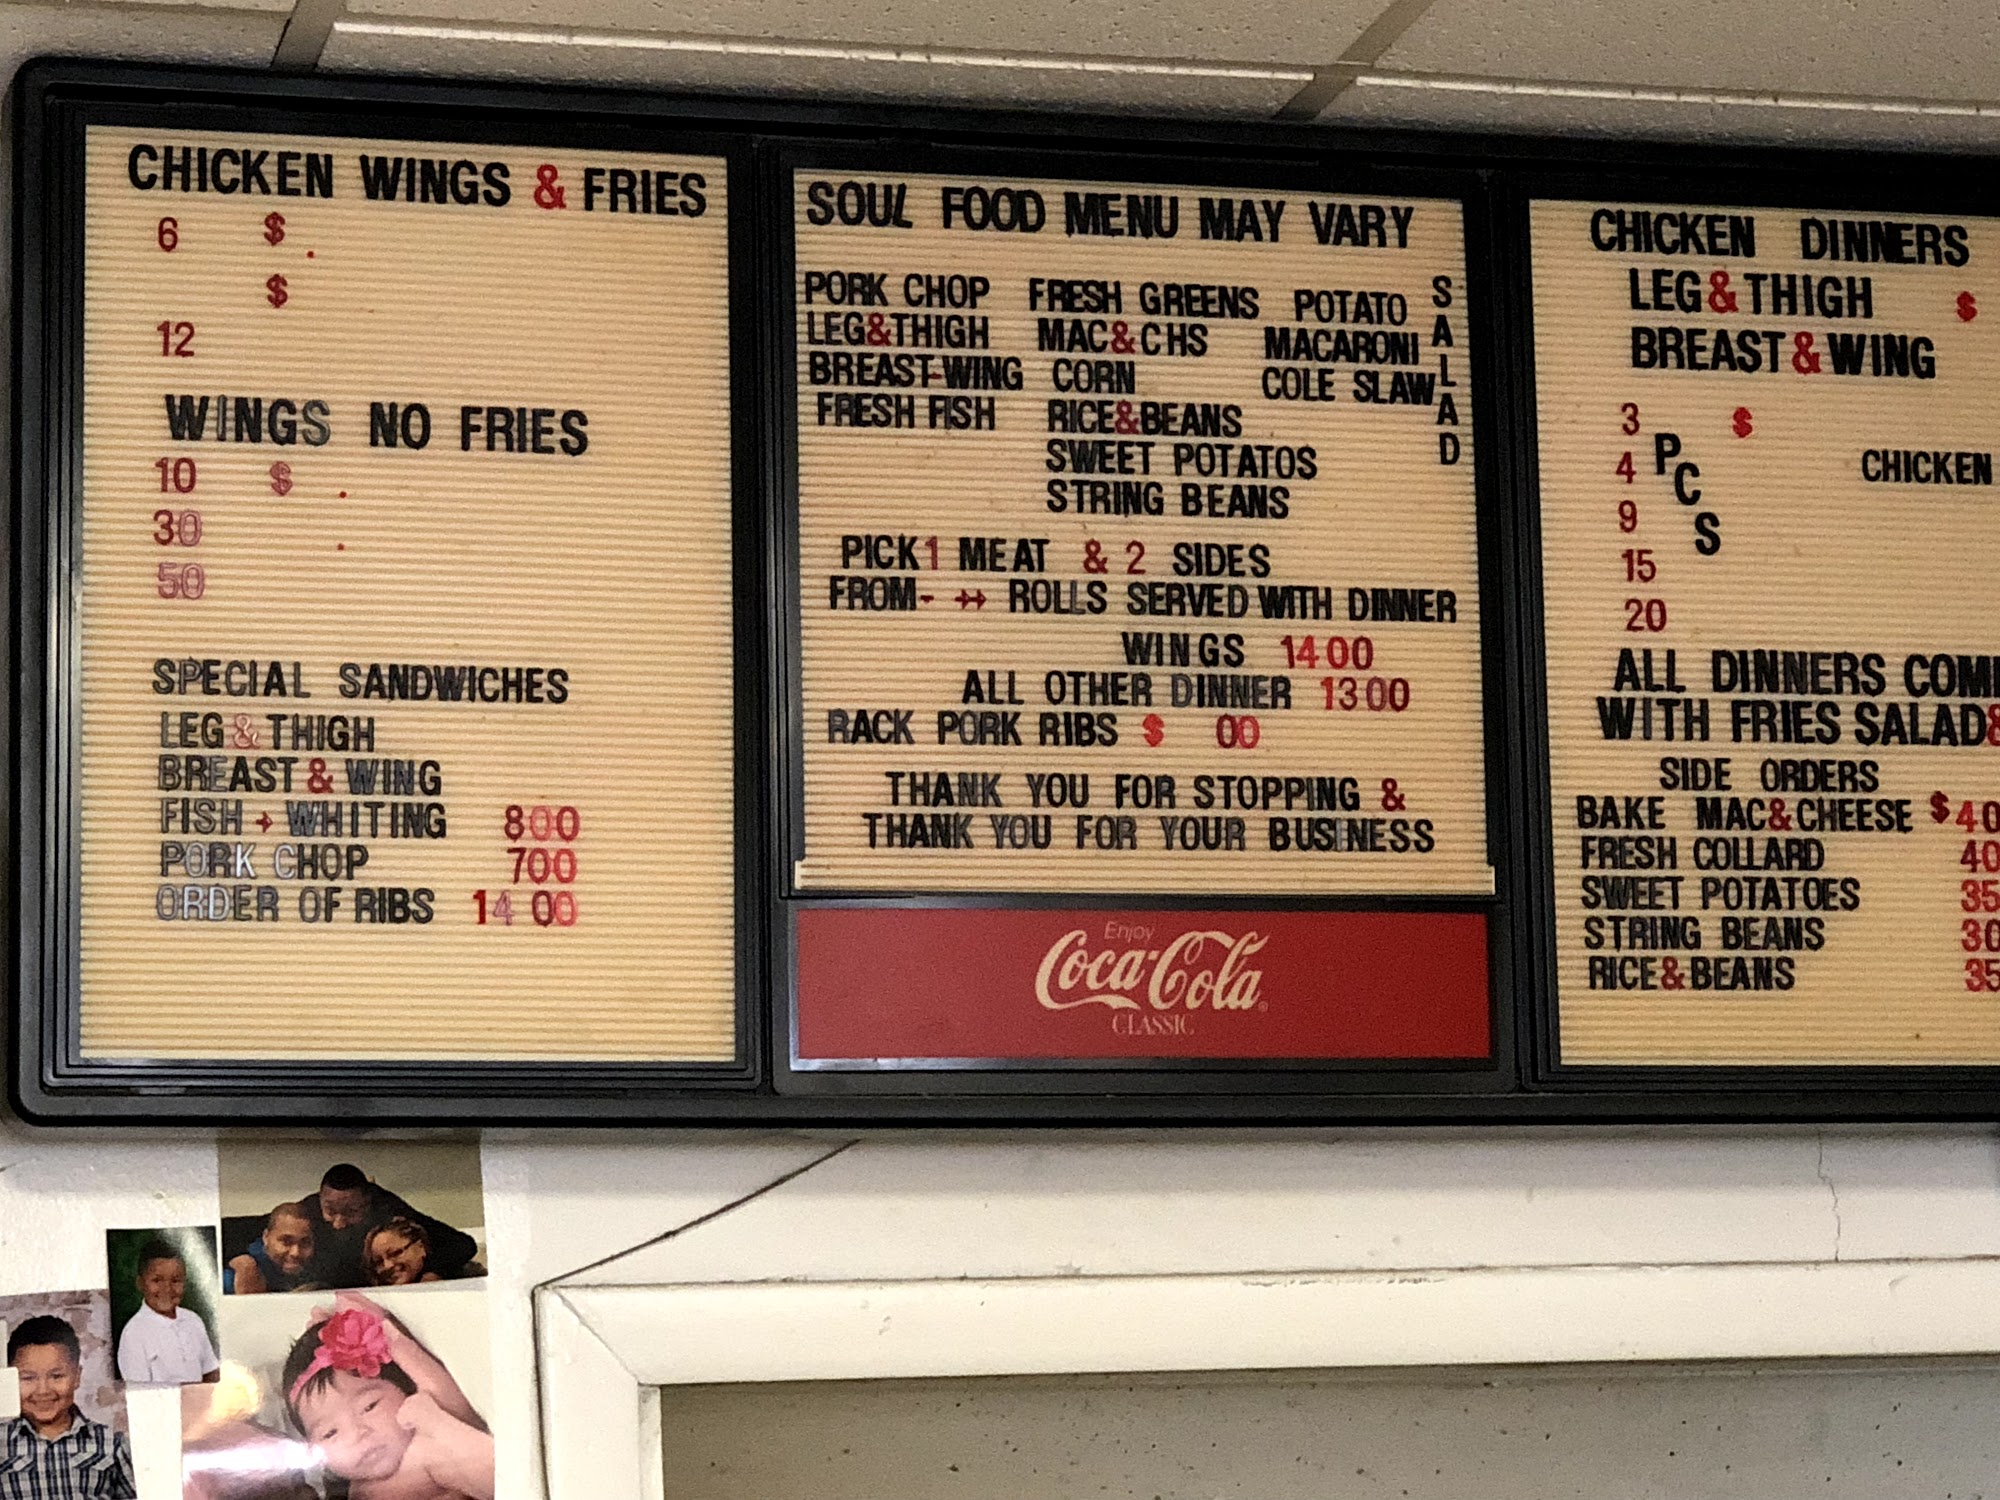 CHICKEN WINGS & FRIES
6 $ .
$
12
WINGS NO FRIES
10 $ .
30 .
50
SPECIAL SANDWICHES
LEG & THIGH
BREAST & WING
FISH → WHITING 800
PORK CHOP 700
ORDER OF RIBS 14 00
SOUL FOOD MENU MAY VARY
PORK CHOP FRESH GREENS POTATO
LEG&THIGH MAC&CHS MACARONI
BREAST-WING CORN COLE SLAW
FRESH FISH RICE&BEANS
SWEET POTATOS
STRING BEANS
SALAD
PICK 1 MEAT & 2 SIDES
FROM- →→ ROLLS SERVED WITH DINNER
WINGS 1400
ALL OTHER DINNER 1300
RACK PORK RIBS $ 00
THANK YOU FOR STOPPING &
THANK YOU FOR YOUR BUSINESS
Enjoy
Coca-Cola
CLASSIC
CHICKEN DINNERS
LEG&THIGH $
BREAST&WING
3 $
4 PCS CHICKEN
9
15
20
ALL DINNERS COM
WITH FRIES SALAD&
SIDE ORDERS
BAKE MAC&CHEESE $40
FRESH COLLARD 40
SWEET POTATOES 35
STRING BEANS 30
RICE&BEANS 35